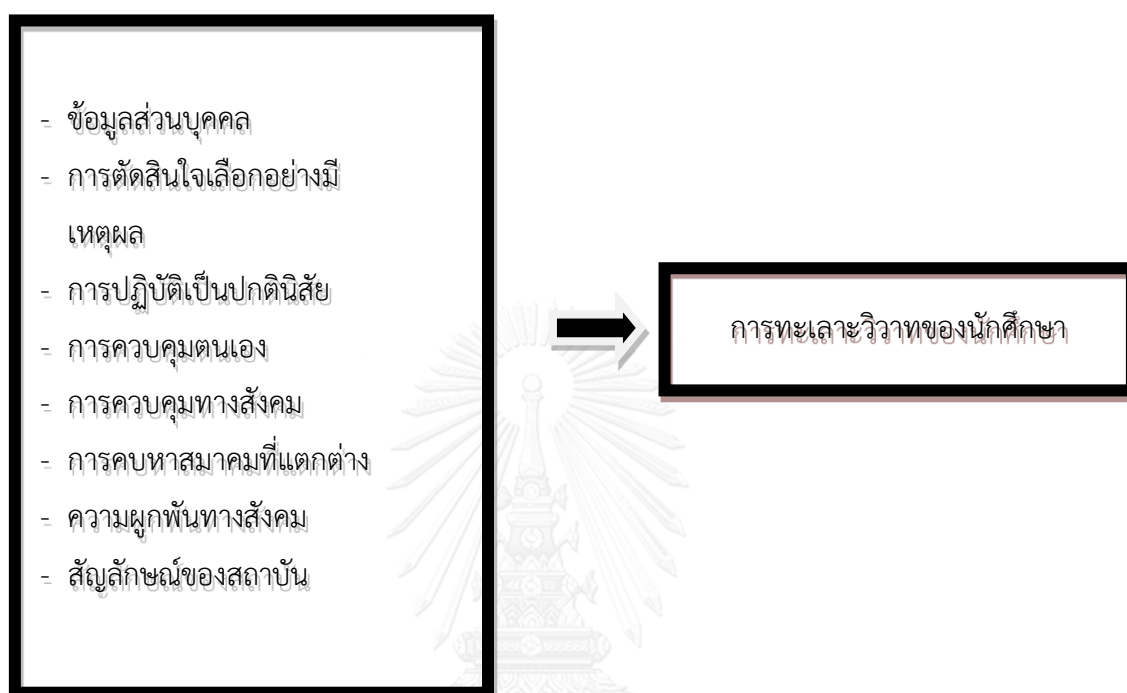 - ข้อมูลส่วนบุคคล
- การตัดสินใจเลือกอย่างมี
เหตุผล
- การปฏิบัติเป็นปกตินิสัย
- การควบคุมตนเอง
- การควบคุมทางสังคม
- การคบหาสมาคมที่แตกต่าง
- ความผูกพันทางสังคม
- สัญลักษณ์ของสถาบัน
การทะเลาะวิวาทของนักศึกษา